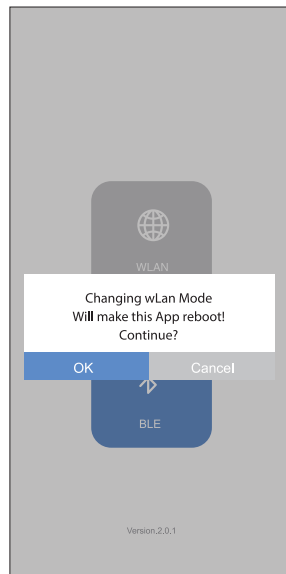 WLAN
Changing wLan Mode
Will make this App reboot!
Continue?
OK
Cancel
BLE
Version.2.0.1